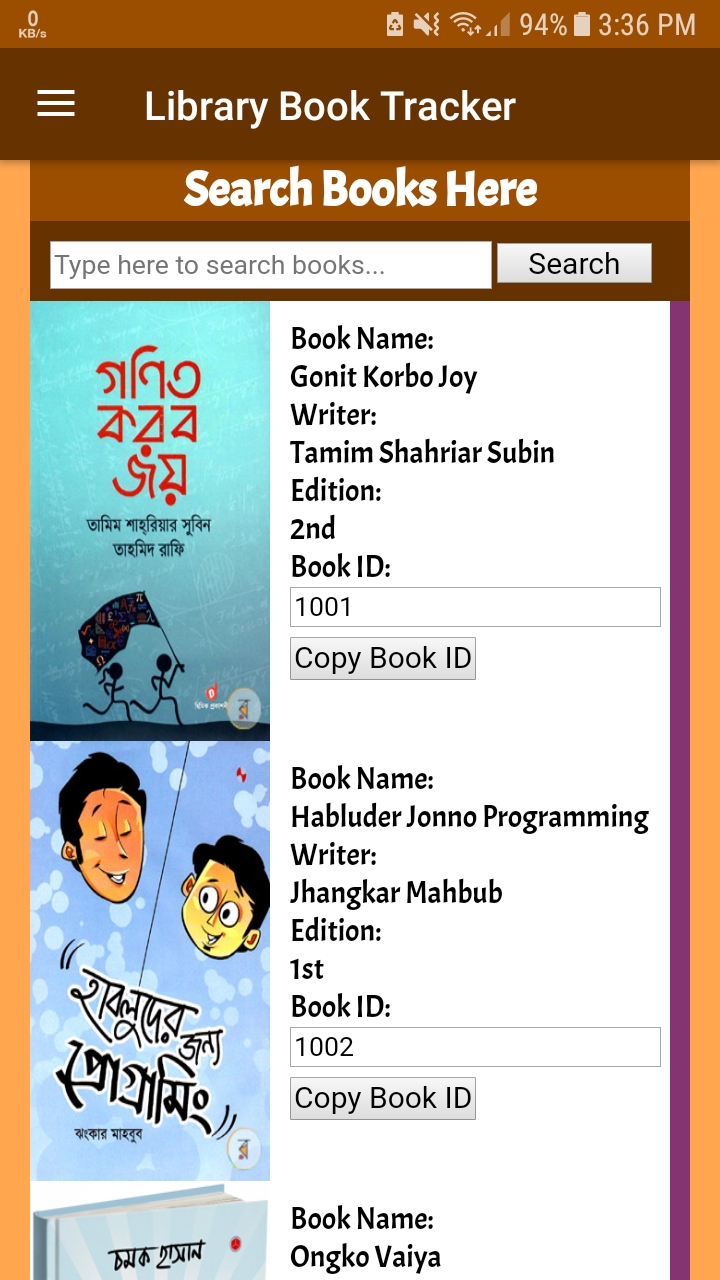 0
KB/s
94%
3:36 PM
Library Book Tracker
Search Books Here
Type here to search books...
Search
গণিত
করব
জয়
তামিম শাহ্‌রিয়ার সুবিন
তাহমিদ রাফি
দ্বিমিক প্রকাশনী
র
Book Name:
Gonit Korbo Joy
Writer:
Tamim Shahriar Subin
Edition:
2nd
Book ID:
1001
Copy Book ID
"হাবলুদের
জন্য
প্রোগ্রামিং"
ঝংকার মাহবুব
র
Book Name:
Habluder Jonno Programming
Writer:
Jhangkar Mahbub
Edition:
1st
Book ID:
1002
Copy Book ID
চমক হাসান
Book Name:
Ongko Vaiya